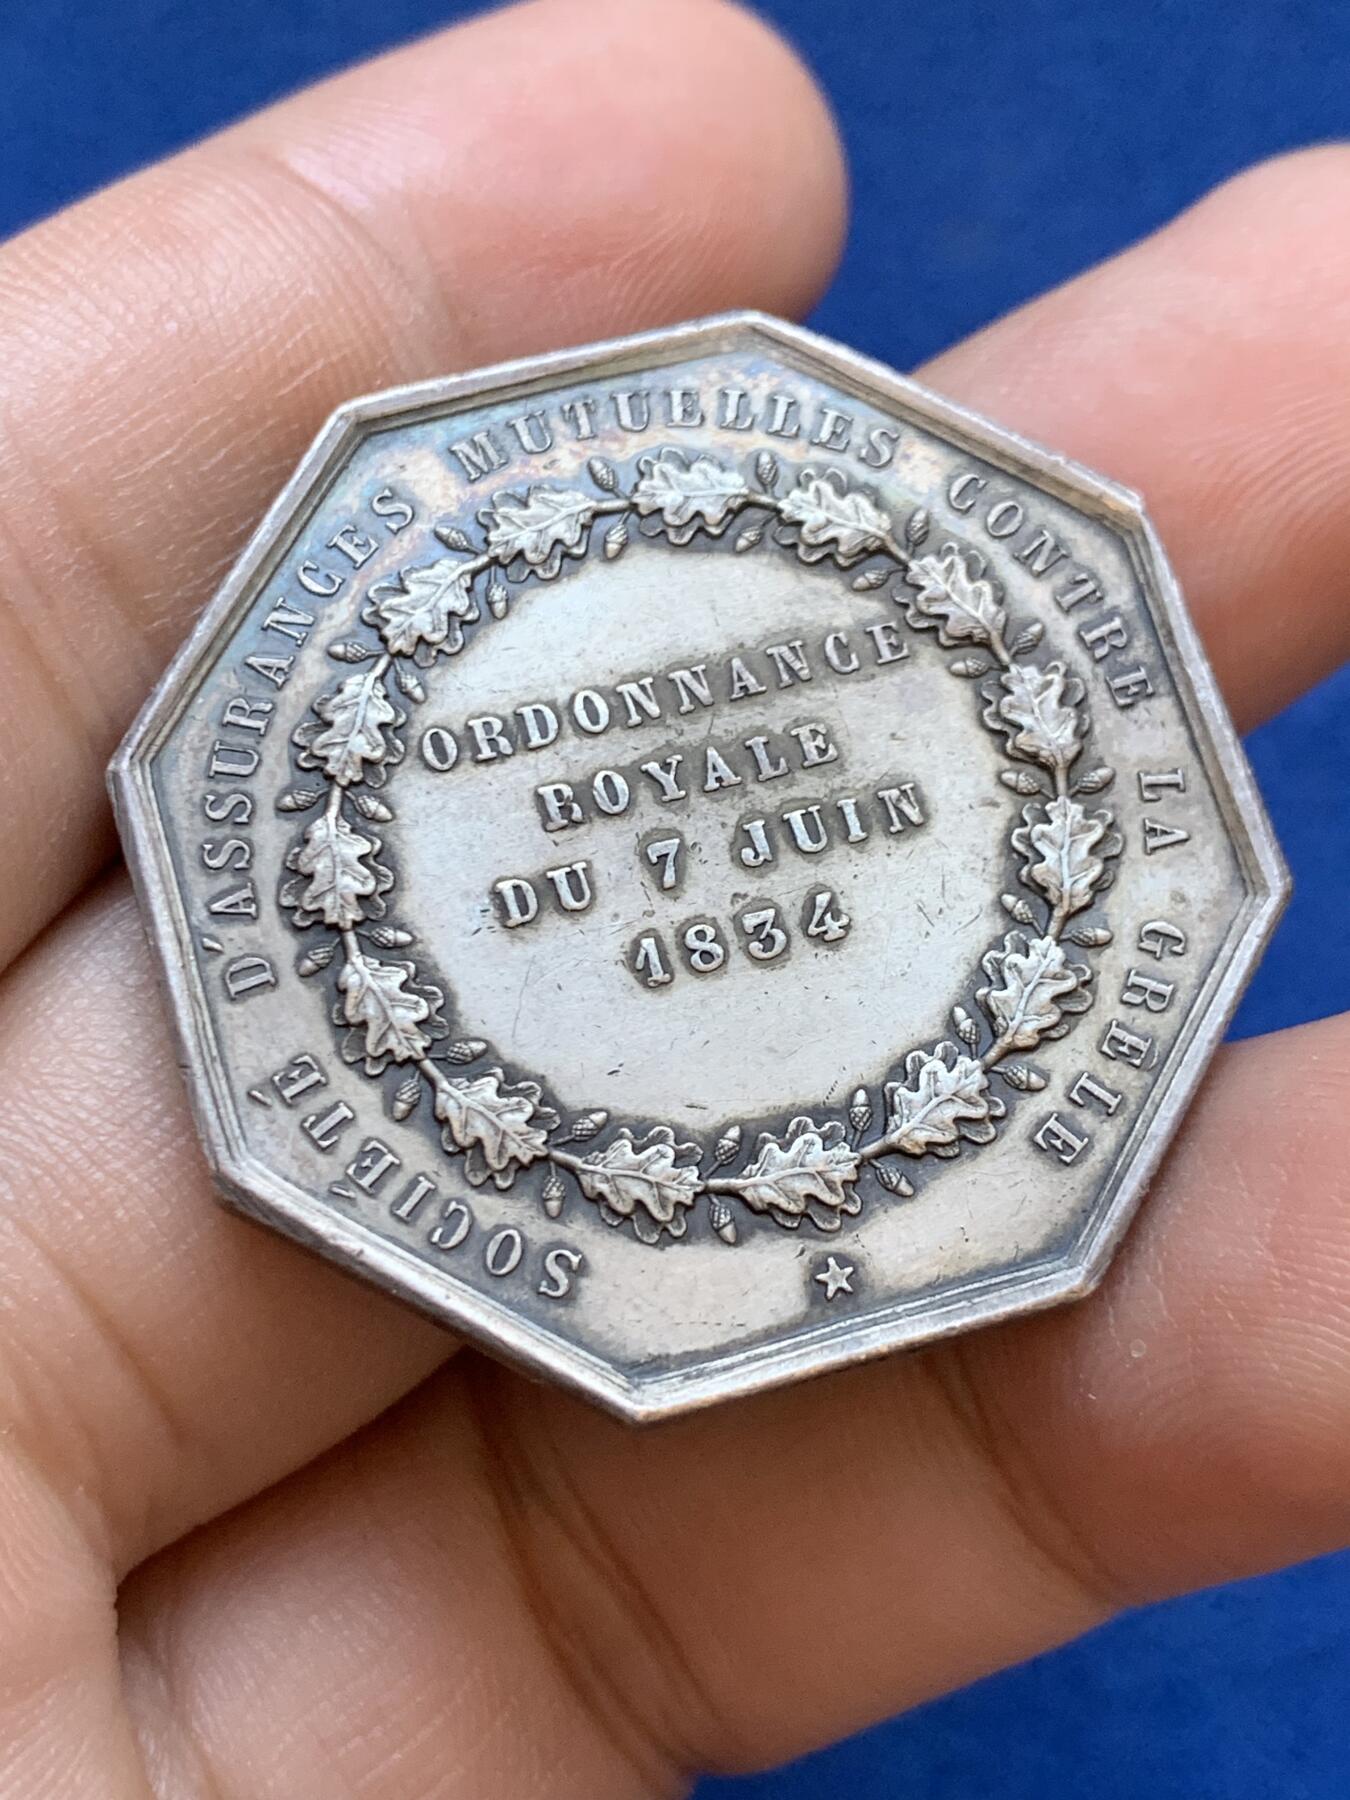 SOCIÉTÉ D'ASSURANCES MUTUELLES CONTRE LA GRÊLE
ORDONNANCE
ROYALE
DU 7 JUIN
1834